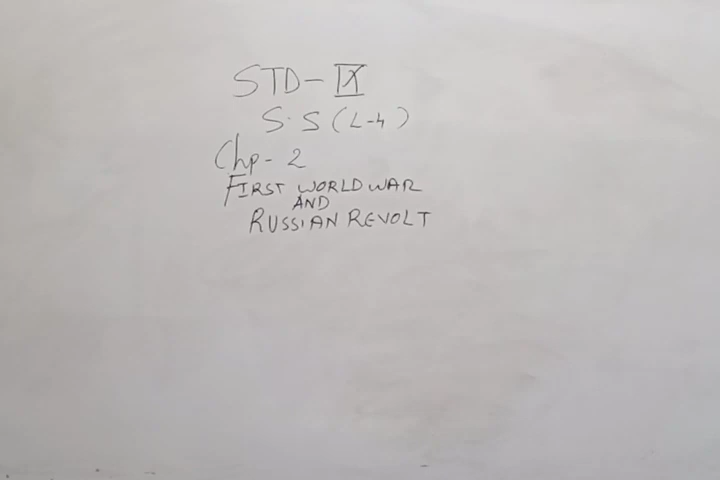 STD-IX
S.S (L-4)
Chp-2
FIRST WORLD WAR
AND
RUSSIAN REVOLT